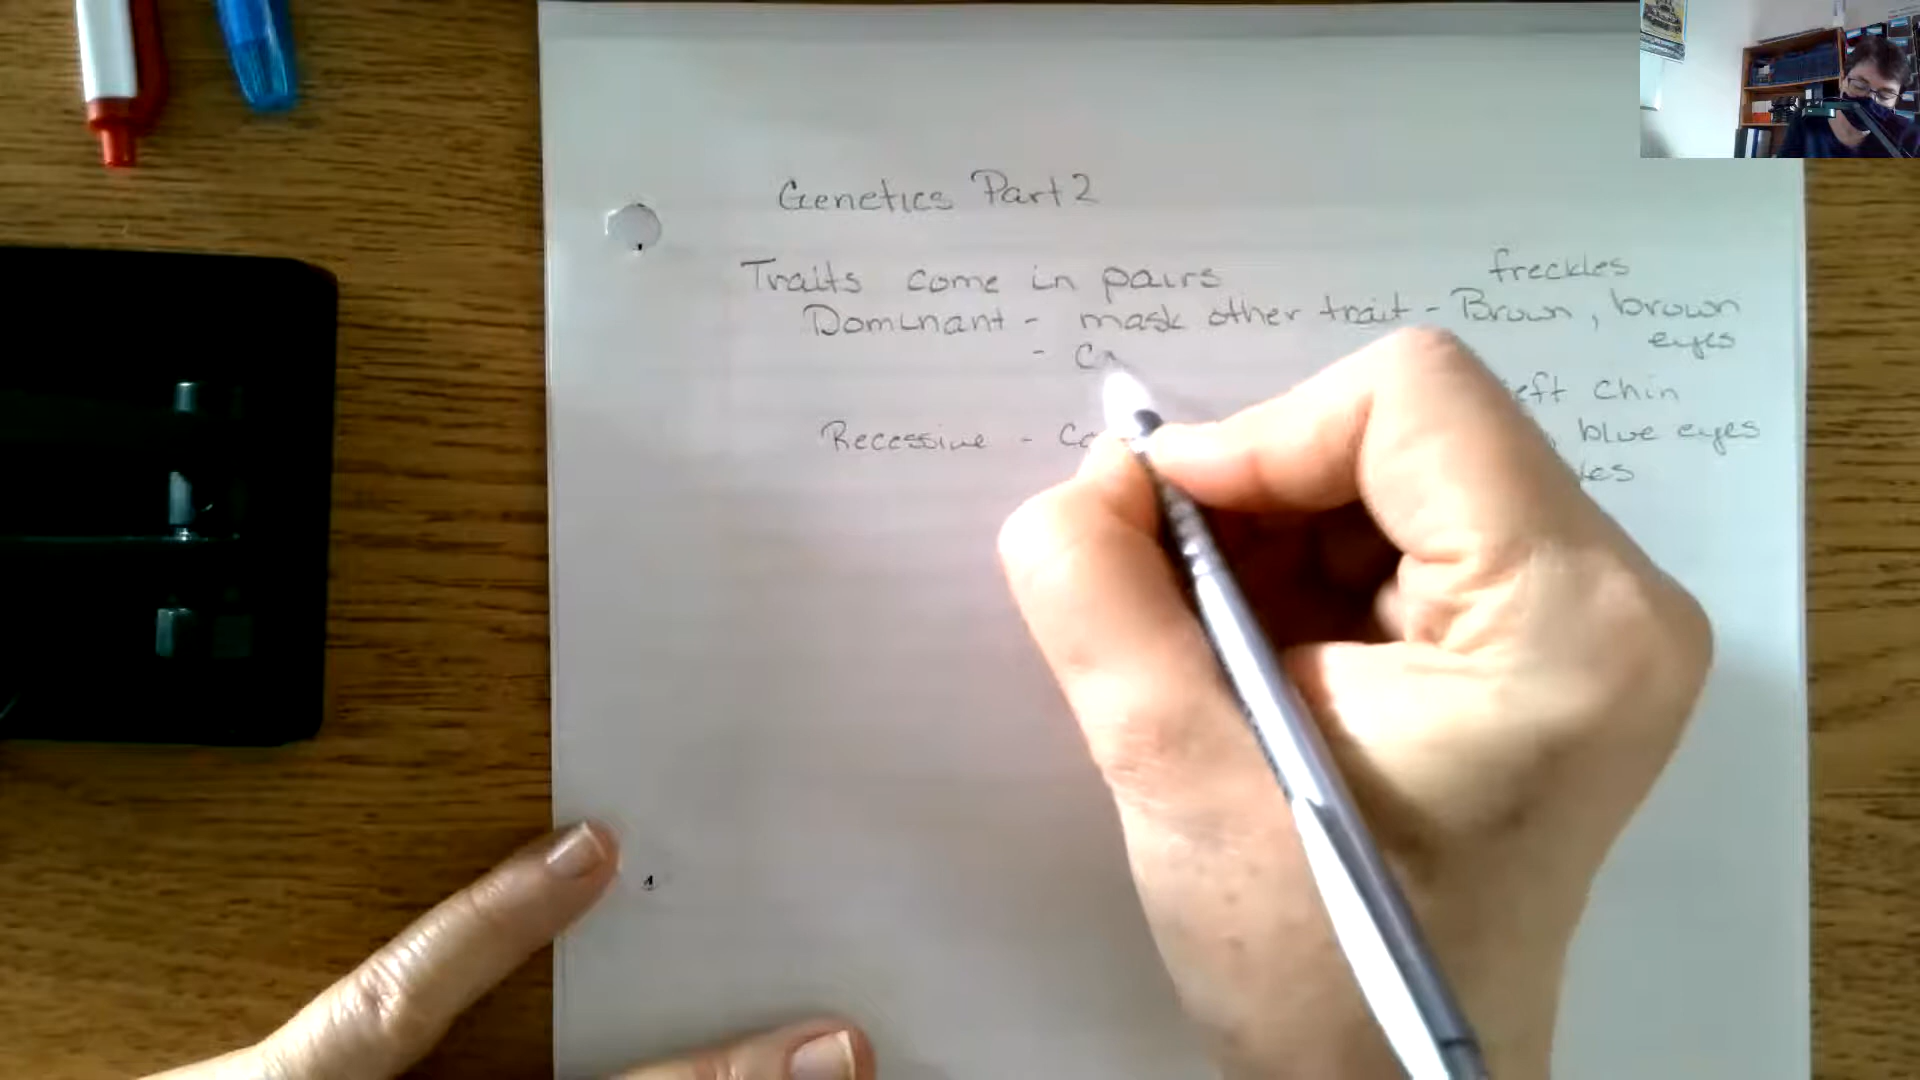 Genetics Part 2
freckles
Traits come in pairs
Dominant - mask other trait - Brown, brown
eyes
-
chin
Recessive - , blue eyes